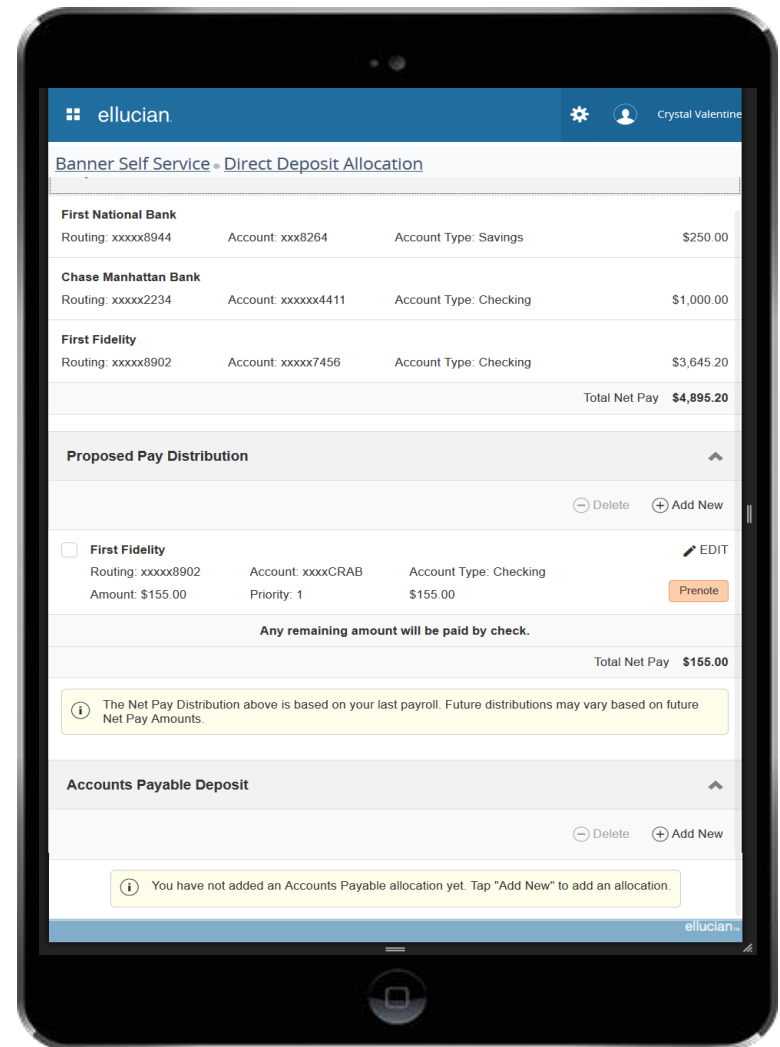 ellucian.
Crystal Valentine
Banner Self Service • Direct Deposit Allocation
First National Bank
Routing: xxxxx8944 Account: xxx8264 Account Type: Savings $250.00
Chase Manhattan Bank
Routing: xxxxx2234 Account: xxxxxx4411 Account Type: Checking $1,000.00
First Fidelity
Routing: xxxxx8902 Account: xxxxx7456 Account Type: Checking $3,645.20
Total Net Pay $4,895.20
Proposed Pay Distribution
Delete Add New
First Fidelity EDIT
Routing: xxxxx8902 Account: xxxxCRAB Account Type: Checking
Amount: $155.00 Priority: 1 $155.00 Prenote
Any remaining amount will be paid by check.
Total Net Pay $155.00
The Net Pay Distribution above is based on your last payroll. Future distributions may vary based on future
Net Pay Amounts.
Accounts Payable Deposit
Delete Add New
You have not added an Accounts Payable allocation yet. Tap "Add New" to add an allocation.
ellucian™